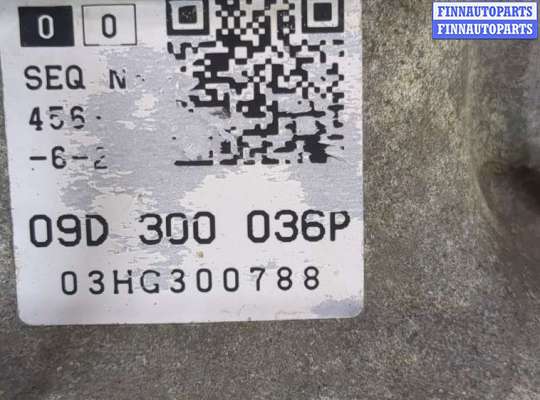 FINNAUTOPARTS
FINNAUTOPARTS
0 0
SEQ N
456
-6-2
09D 300 036P
03HG300788